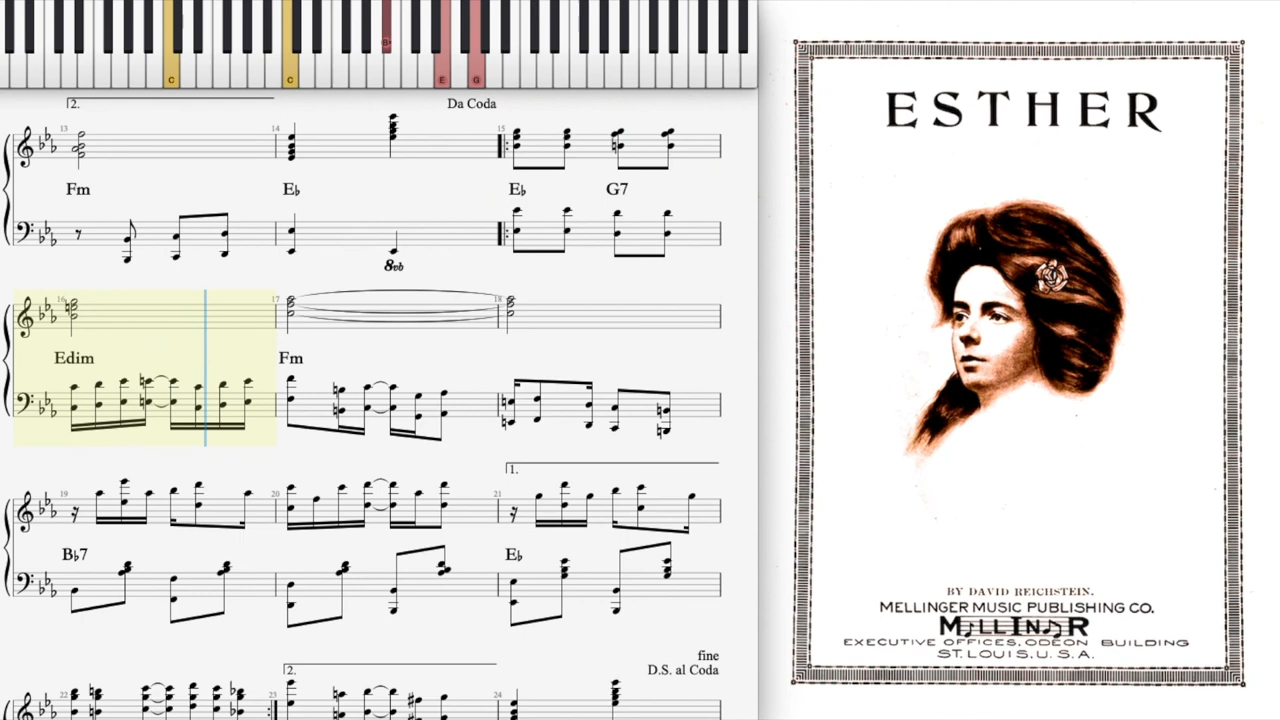 C
C
E
G
2.
Da Coda
13
14
15
Fm
E♭
E♭
G7
8vb
16
17
18
Edim
Fm
1.
19
20
21
B♭7
E♭
fine
D.S. al Coda
2.
22
23
24
ESTHER
BY DAVID REICHSTEIN.
MELLINGER MUSIC PUBLISHING CO.
MELLINGER
EXECUTIVE OFFICES, ODEON BUILDING
ST. LOUIS, U. S. A.